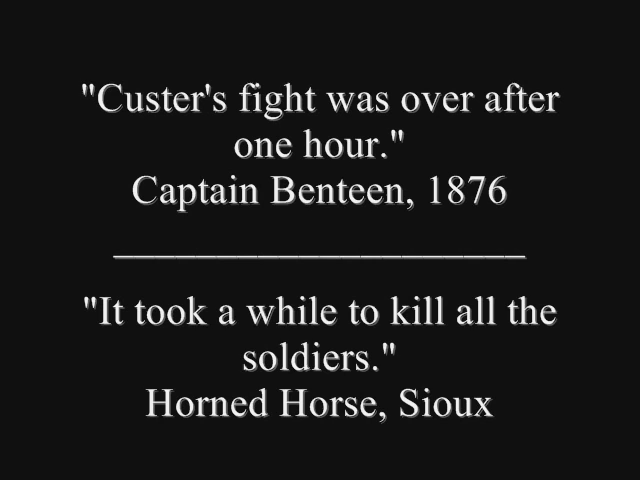 "Custer's fight was over after
one hour."
Captain Benteen, 1876
____________________
"It took a while to kill all the
soldiers."
Horned Horse, Sioux